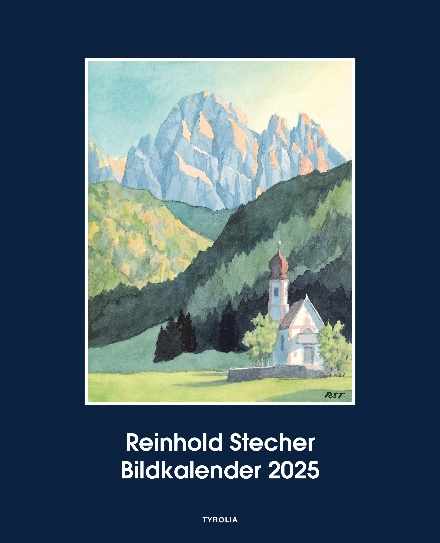 RST
Reinhold Stecher
Bildkalender 2025
TYROLIA